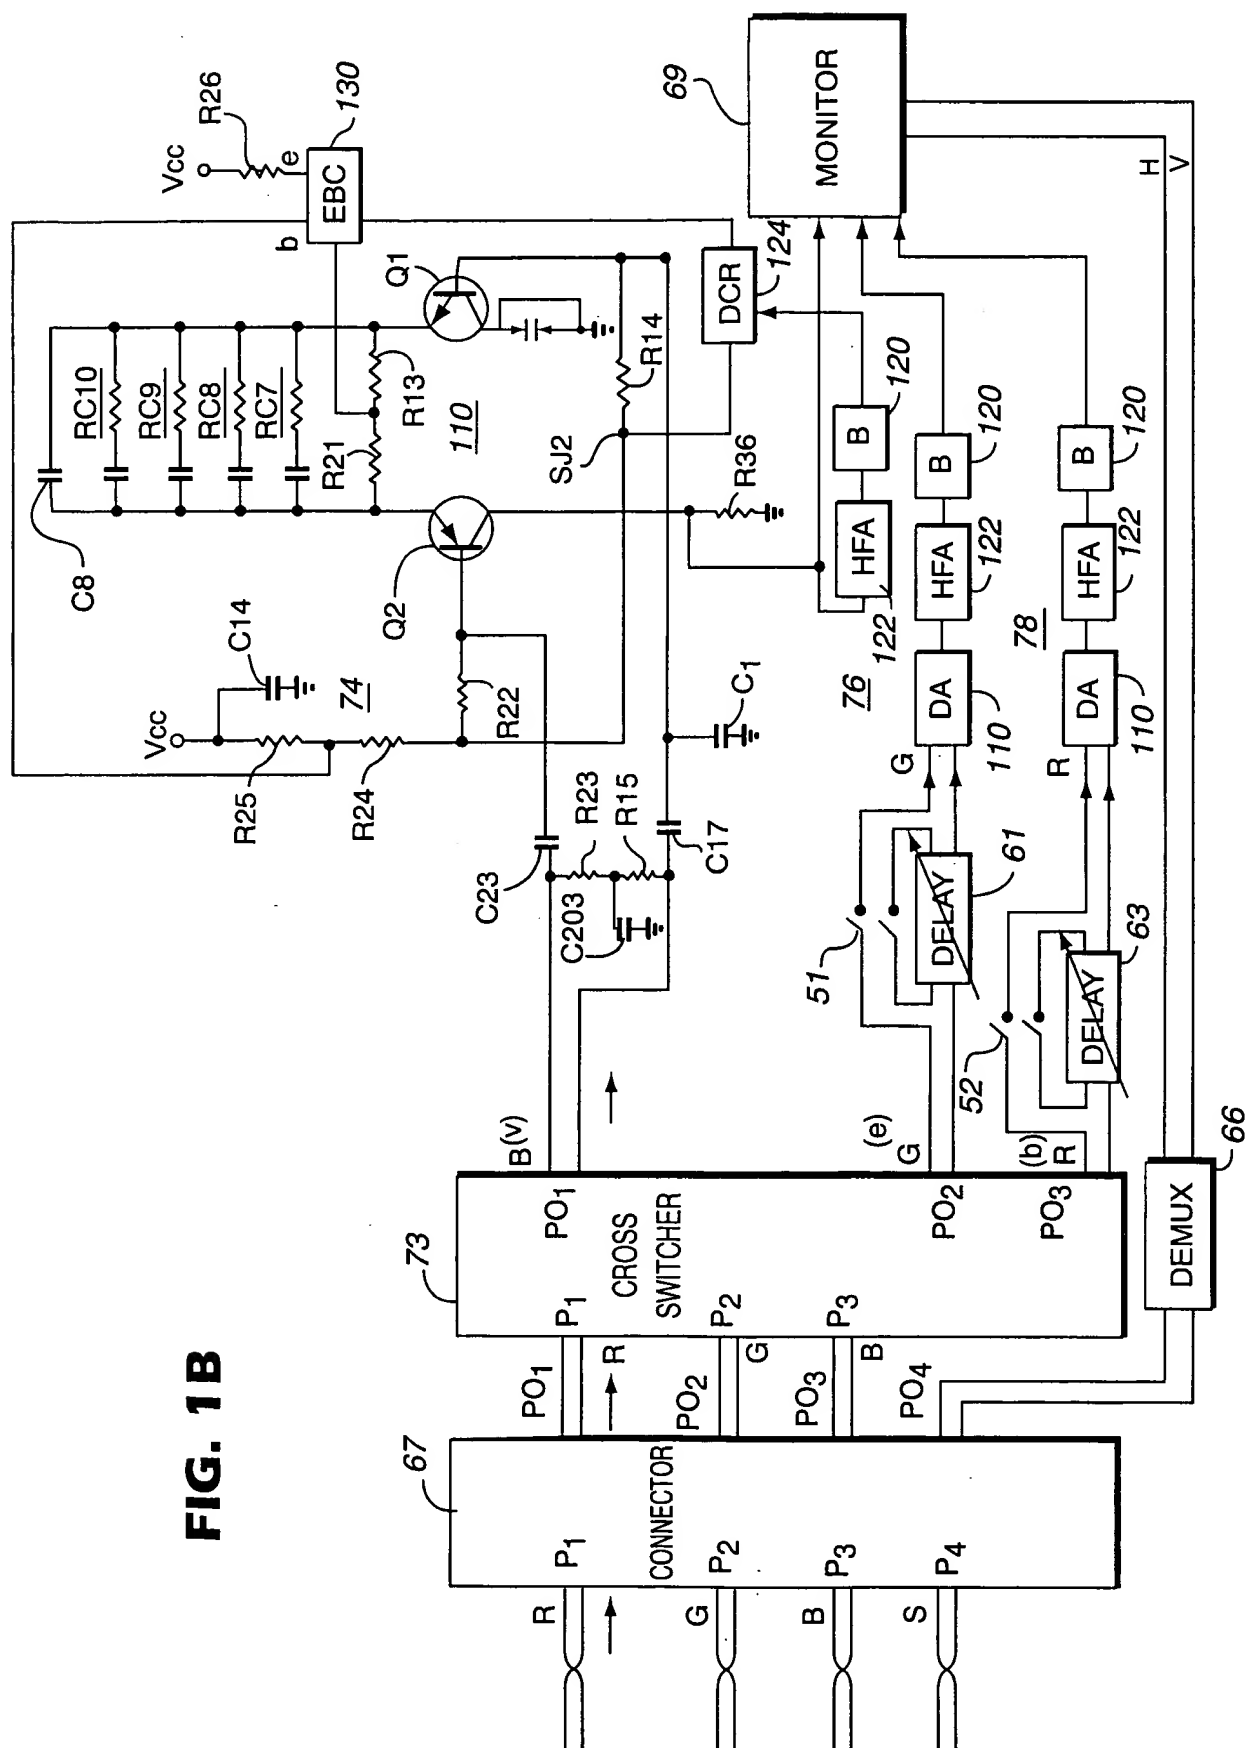 FIG. 1B
R
G
B
S
67
P1
P2
P3
P4
CONNECTOR
PO1
R
PO2
G
PO3
B
PO4
73
P1
P2
P3
CROSS
SWITCHER
PO1
PO2
PO3
B(v)
(e)
G
(b)
R
DEMUX
66
C23
C203
R23
R15
C17
C1
Vcc
R25
R24
C14
74
R22
C8
Q2
RC10
RC9
RC8
RC7
R21
R13
110
Q1
Vcc
R26
e
b
EBC
130
SJ2
R14
R36
DCR
124
51
DELAY
61
52
DELAY
63
G
R
76
78
DA
110
DA
110
HFA
122
HFA
122
HFA
122
B
120
B
120
B
120
69
MONITOR
H
V